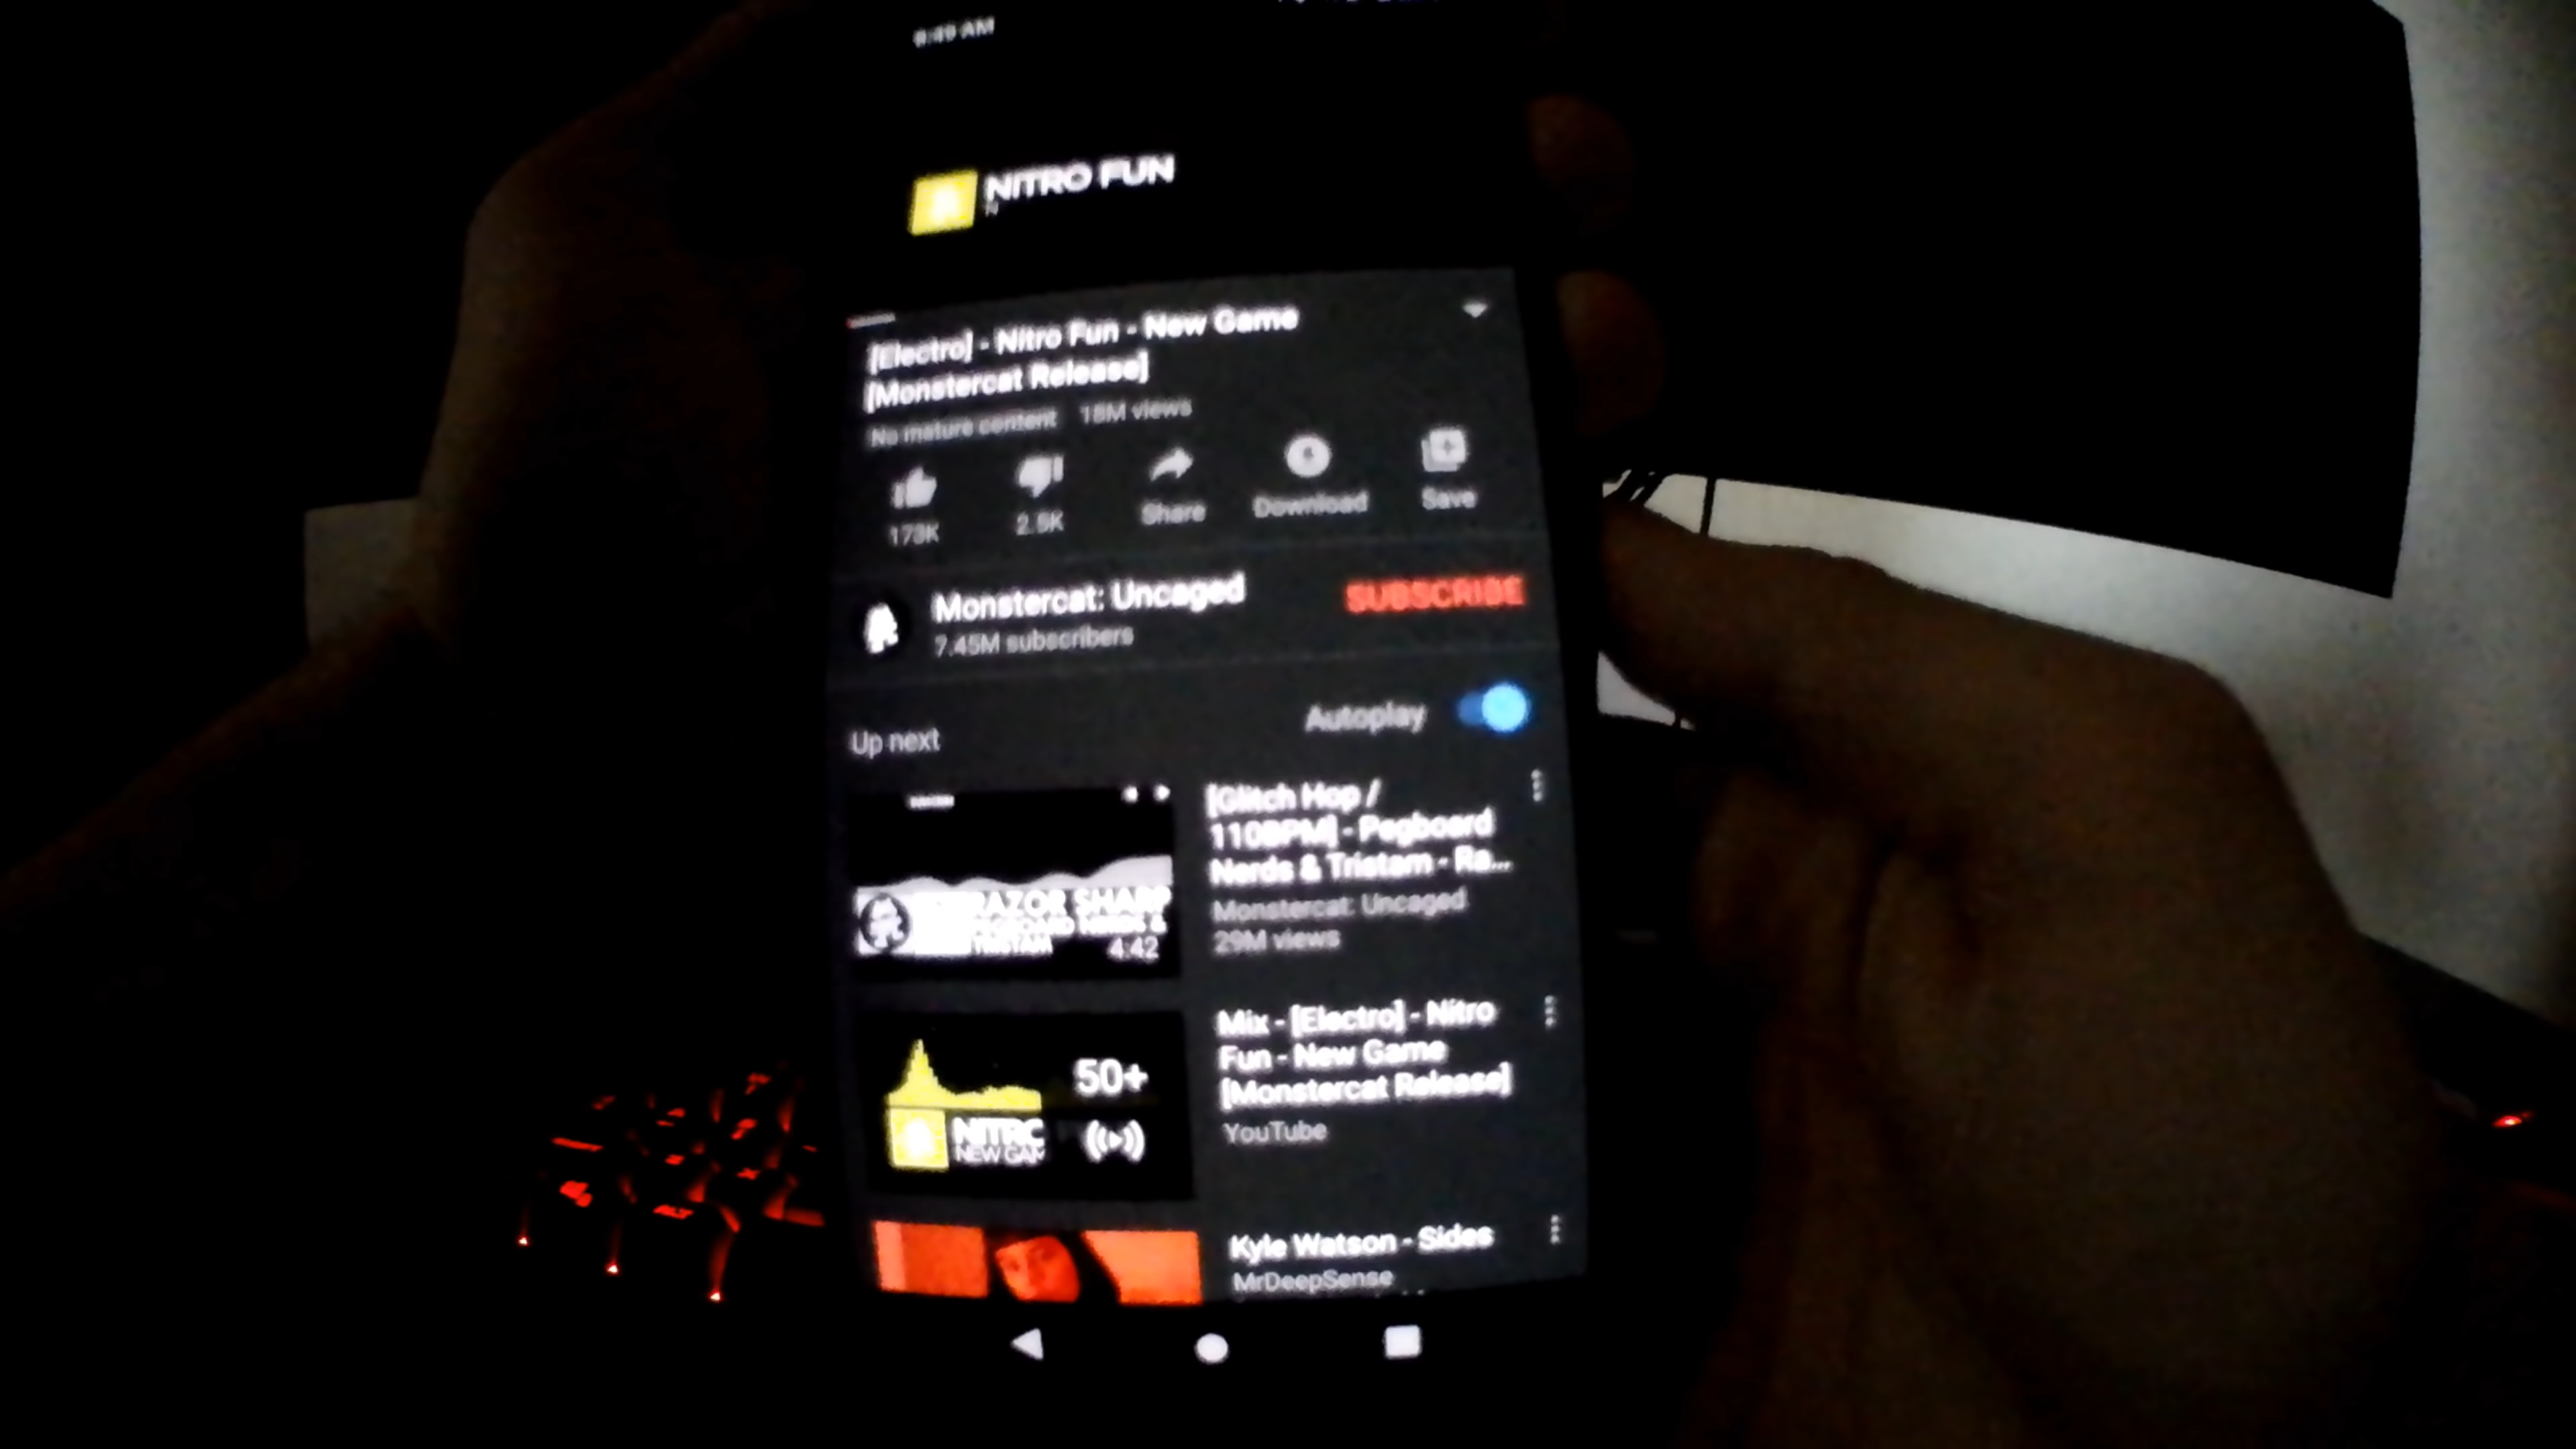 NITRO FUN
N
[Electro] - Nitro Fun - New Game
[Monstercat Release]
No mature content 18M views
173K
2.5K
Share
Download
Save
Monstercat: Uncaged
SUBSCRIBE
7.45M subscribers
Autoplay
Up next
[Glitch Hop /
110BPM] - Pegboard
Nerds & Tristam - Ra...
Monstercat: Uncaged
29M views
RAZOR SHARP
TRISTAM
4:42
Mix - [Electro] - Nitro
Fun - New Game
[Monstercat Release]
YouTube
50+
NITRO
NEW GAM
Kyle Watson - Sides
MrDeepSense
ALT